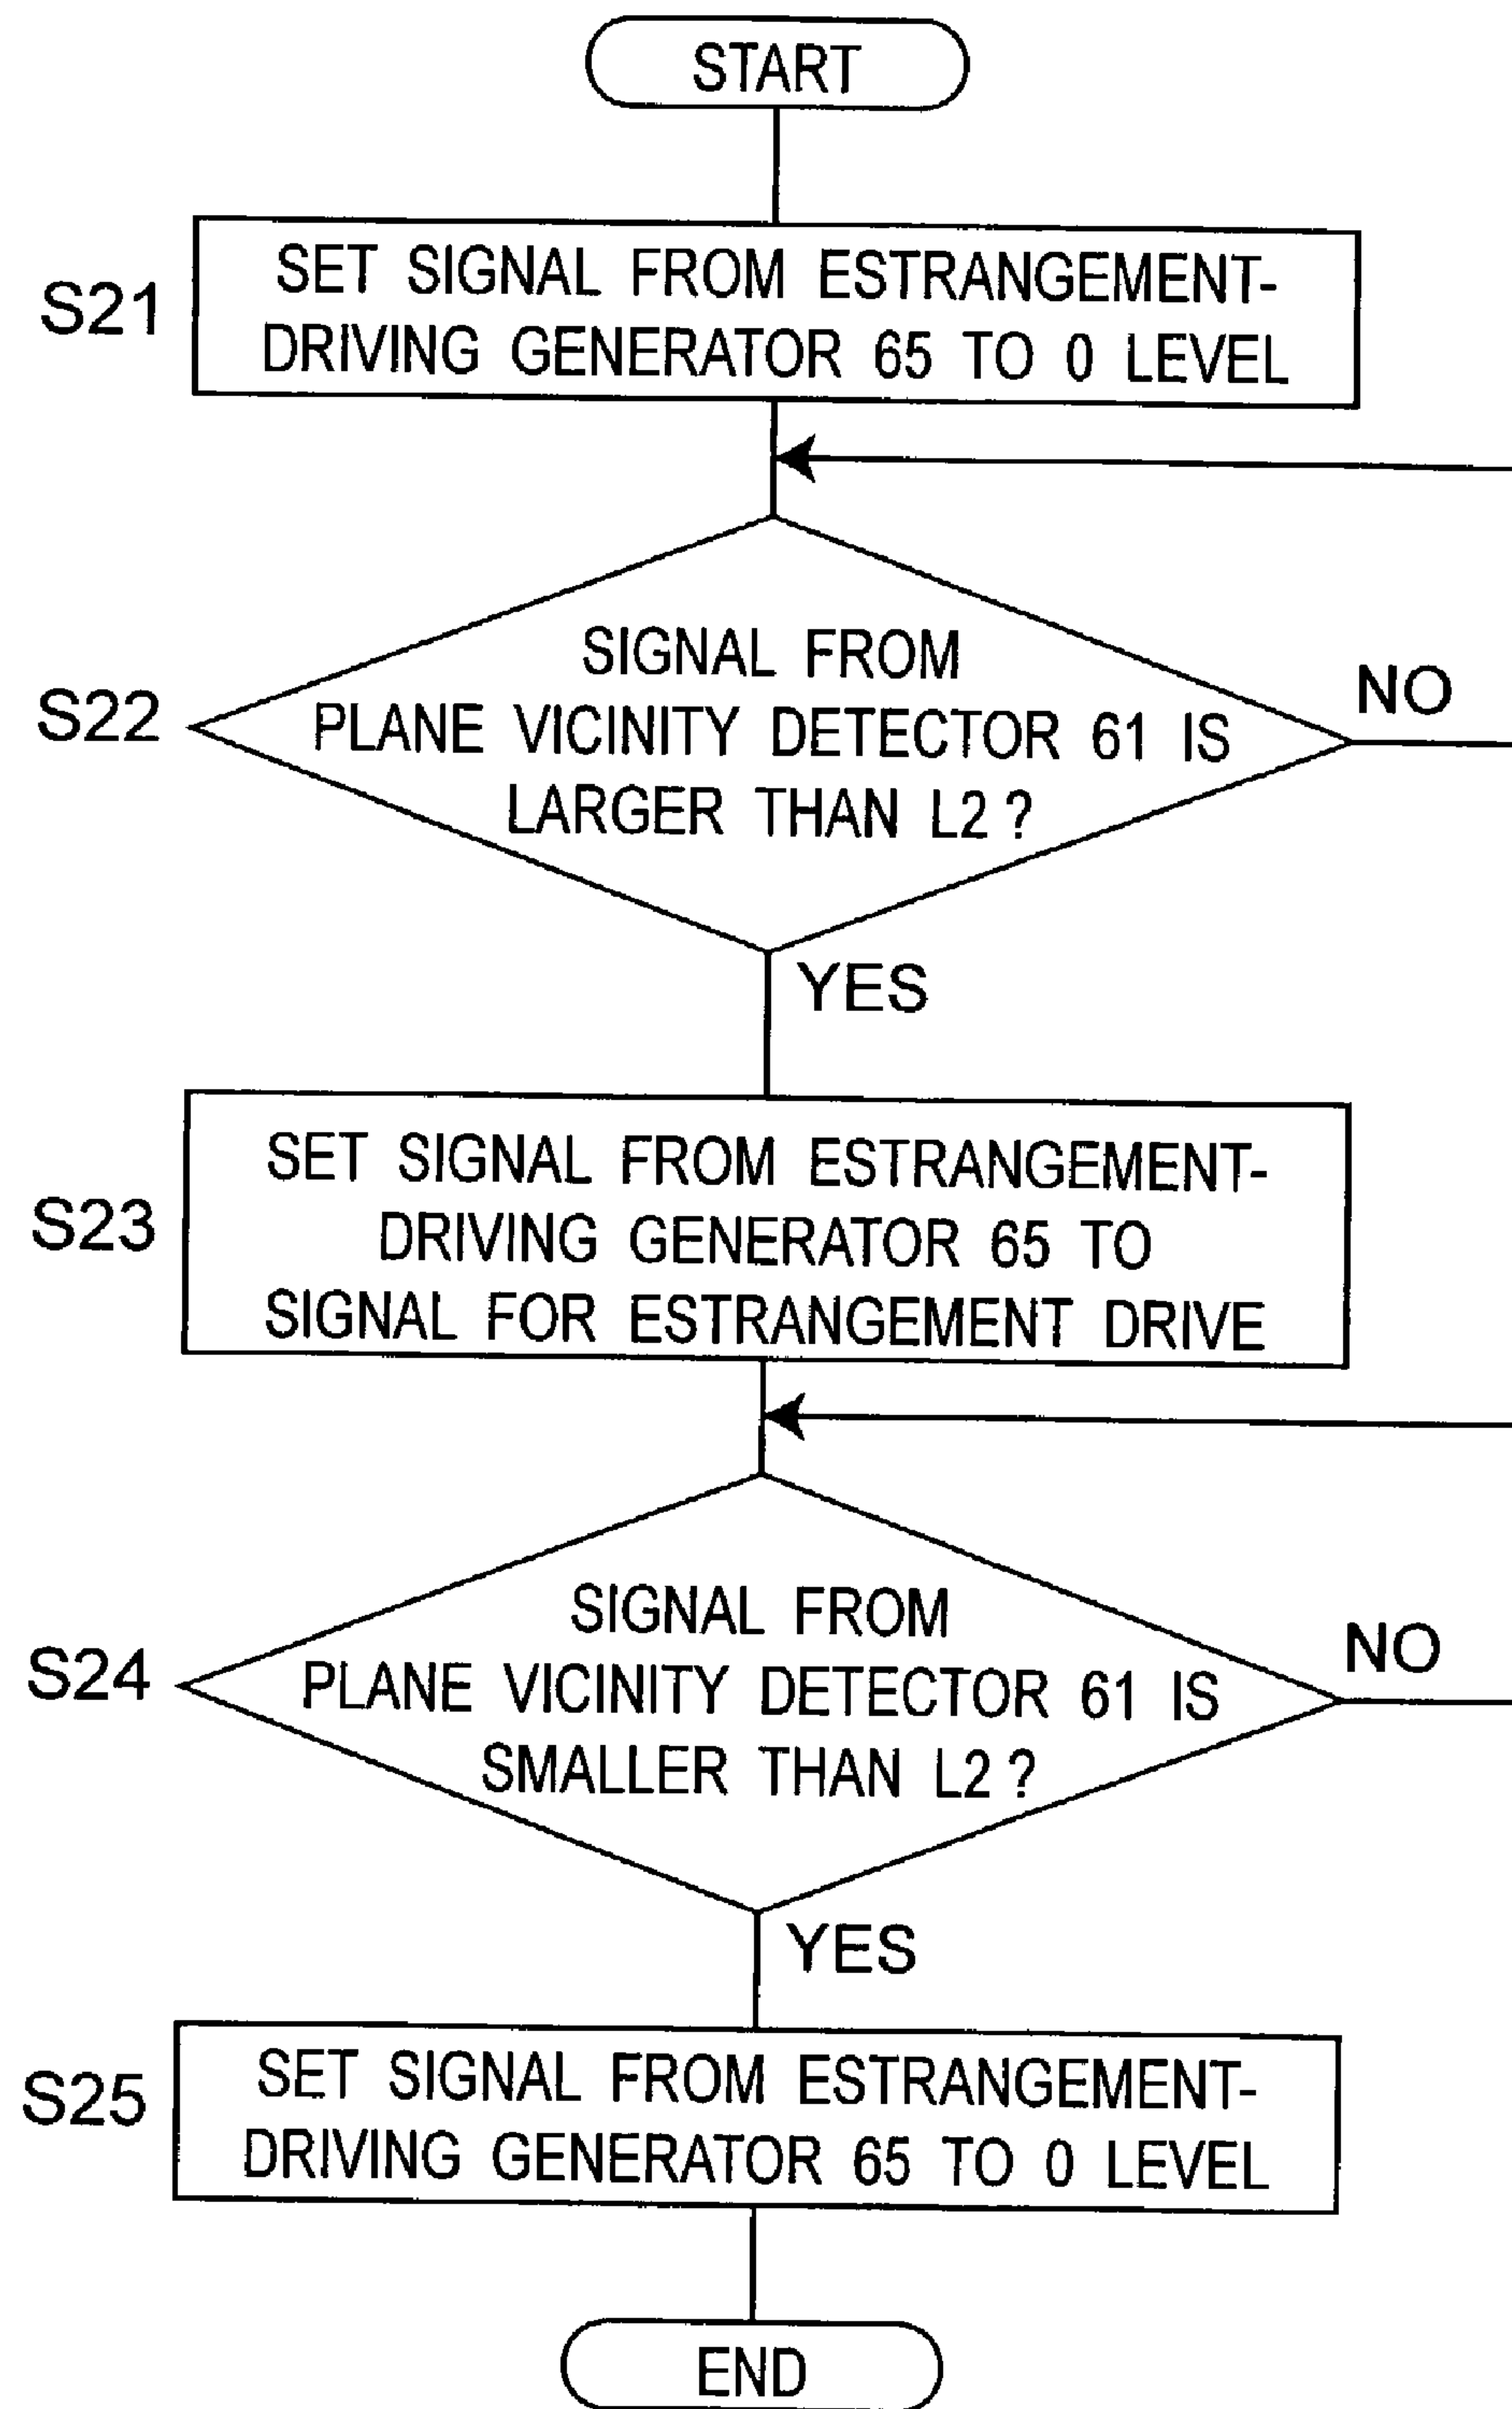 START
S21
SET SIGNAL FROM ESTRANGEMENT-
DRIVING GENERATOR 65 TO 0 LEVEL
S22
SIGNAL FROM
PLANE VICINITY DETECTOR 61 IS
LARGER THAN L2 ?
NO
YES
S23
SET SIGNAL FROM ESTRANGEMENT-
DRIVING GENERATOR 65 TO
SIGNAL FOR ESTRANGEMENT DRIVE
S24
SIGNAL FROM
PLANE VICINITY DETECTOR 61 IS
SMALLER THAN L2 ?
NO
YES
S25
SET SIGNAL FROM ESTRANGEMENT-
DRIVING GENERATOR 65 TO 0 LEVEL
END